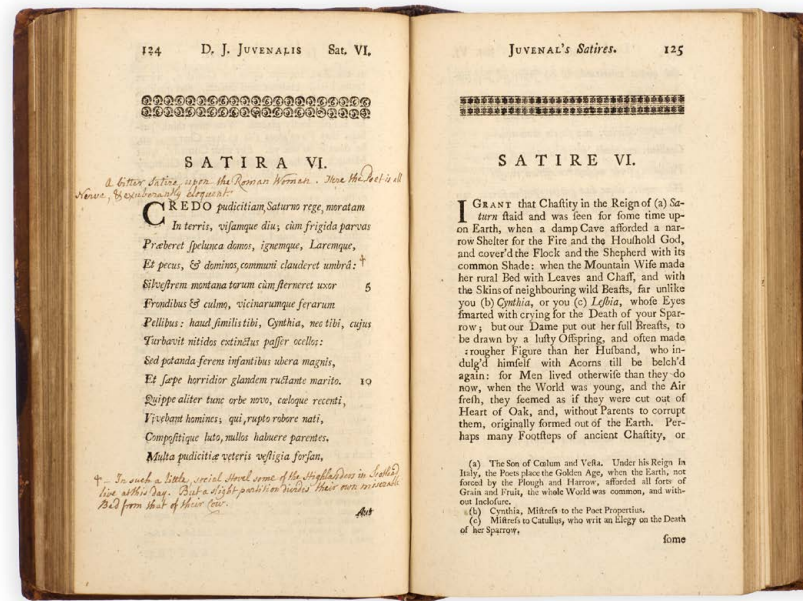 124 D. J. JUVENALIS Sat. VI.
SATIRA VI.
A bitter Satire, upon the Roman Women. Here the Poet is all
Nerve, & exuberantly eloquent.
CREDO pudicitiam, Saturno rege, moratam
In terris, viſamque diu; cùm frigida parvas
Præberet ſpelunca domos, ignemque, Laremque,
Et pecus, & dominos, communi clauderet umbrâ: †
Silveſtrem montana torum cùm ſterneret uxor 5
Frondibus & culmo, vicinarumque ferarum
Pellibus: haud ſimilis tibi, Cynthia, nec tibi, cujus
Turbavit nitidos extinctus paſſer ocellos:
Sed potanda ferens infantibus ubera magnis,
Et ſæpe horridior glandem ructante marito. 10
Quippe aliter tunc orbe novo, cœloque recenti,
Vivebant homines; qui, rupto robore nati,
Compoſitique luto, nullos habuere parentes.
Multa pudicitiæ veteris veſtigia forſan,
† – In such a little, social Hovel some of the Highlanders in Scotland
live at this day. But a slight partition divides their own miserable
Bed from that of their Cow.
Aut
JUVENAL's Satires. 125
SATIRE VI.
I GRANT that Chaſtity in the Reign of (a) Sa-
turn ſtaid and was ſeen for ſome time up-
on Earth, when a damp Cave afforded a nar-
row Shelter for the Fire and the Houſhold God,
and cover'd the Flock and the Shepherd with its
common Shade: when the Mountain Wife made
her rural Bed with Leaves and Chaff, and with
the Skins of neighbouring wild Beaſts, far unlike
you (b) Cynthia, or you (c) Lesbia, whoſe Eyes
ſmarted with crying for the Death of your Spar-
row; but our Dame put out her full Breaſts, to
be drawn by a luſty Offspring, and often made
: rougher Figure than her Huſband, who in-
dulg'd himſelf with Acorns till be belch'd
again: for Men lived otherwiſe than they do
now, when the World was young, and the Air
freſh, they ſeemed as if they were cut out of
Heart of Oak, and, without Parents to corrupt
them, originally formed out of the Earth. Per-
haps many Footſteps of ancient Chaſtity, or
(a) The Son of Cœlum and Veſta. Under his Reign in
Italy, the Poets place the Golden Age, when the Earth, not
forced by the Plough and Harrow, afforded all ſorts of
Grain and Fruit, the whole World was common, and with-
out Incloſure.
(b) Cynthia, Miſtreſs to the Poet Propertius.
(c) Miſtreſs to Catullus, who writ an Elegy on the Death
of her Sparrow.
ſome